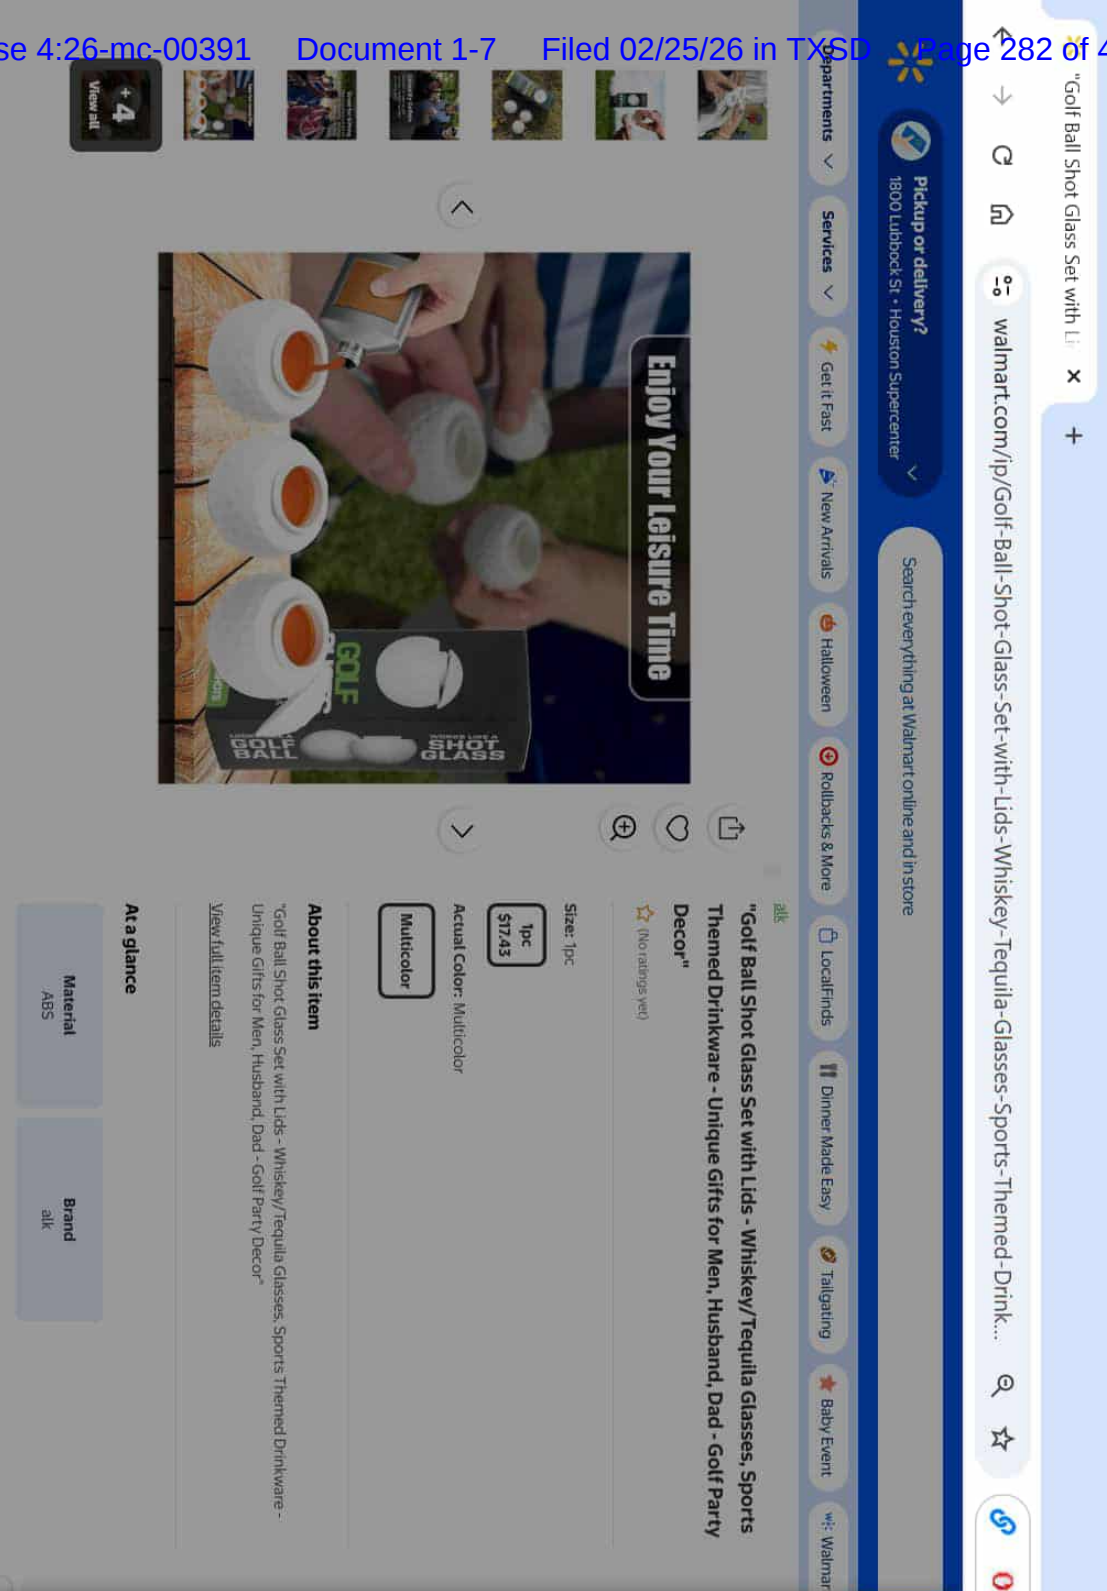 se 4:26-mc-00391 Document 1-7 Filed 02/25/26 in TXSD Page 282 of 4
"Golf Ball Shot Glass Set with Li
walmart.com/ip/Golf-Ball-Shot-Glass-Set-with-Lids-Whiskey-Tequila-Glasses-Sports-Themed-Drink...
Pickup or delivery?
1800 Lubbock St • Houston Supercenter
Search everything at Walmart online and in store
Departments
Services
Get it Fast
New Arrivals
Halloween
Rollbacks & More
LocalFinds
Dinner Made Easy
Tailgating
Baby Event
Walmar
+4
View all
Enjoy Your Leisure Time
GOLF
WORKS LIKE A
SHOT
GLASS
GOLF
BALL
alk
"Golf Ball Shot Glass Set with Lids - Whiskey/Tequila Glasses, Sports
Themed Drinkware - Unique Gifts for Men, Husband, Dad - Golf Party
Decor"
(No ratings yet)
Size: 1pc
1pc
$17.43
Actual Color: Multicolor
Multicolor
About this item
"Golf Ball Shot Glass Set with Lids - Whiskey/Tequila Glasses, Sports Themed Drinkware -
Unique Gifts for Men, Husband, Dad - Golf Party Decor"
View full item details
At a glance
Material
ABS
Brand
alk